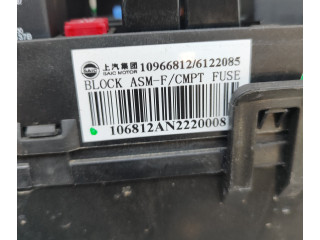 上汽集团 10966812/6122085
SAIC MOTOR
BLOCK ASM-F/CMPT FUSE
106812AN2220008